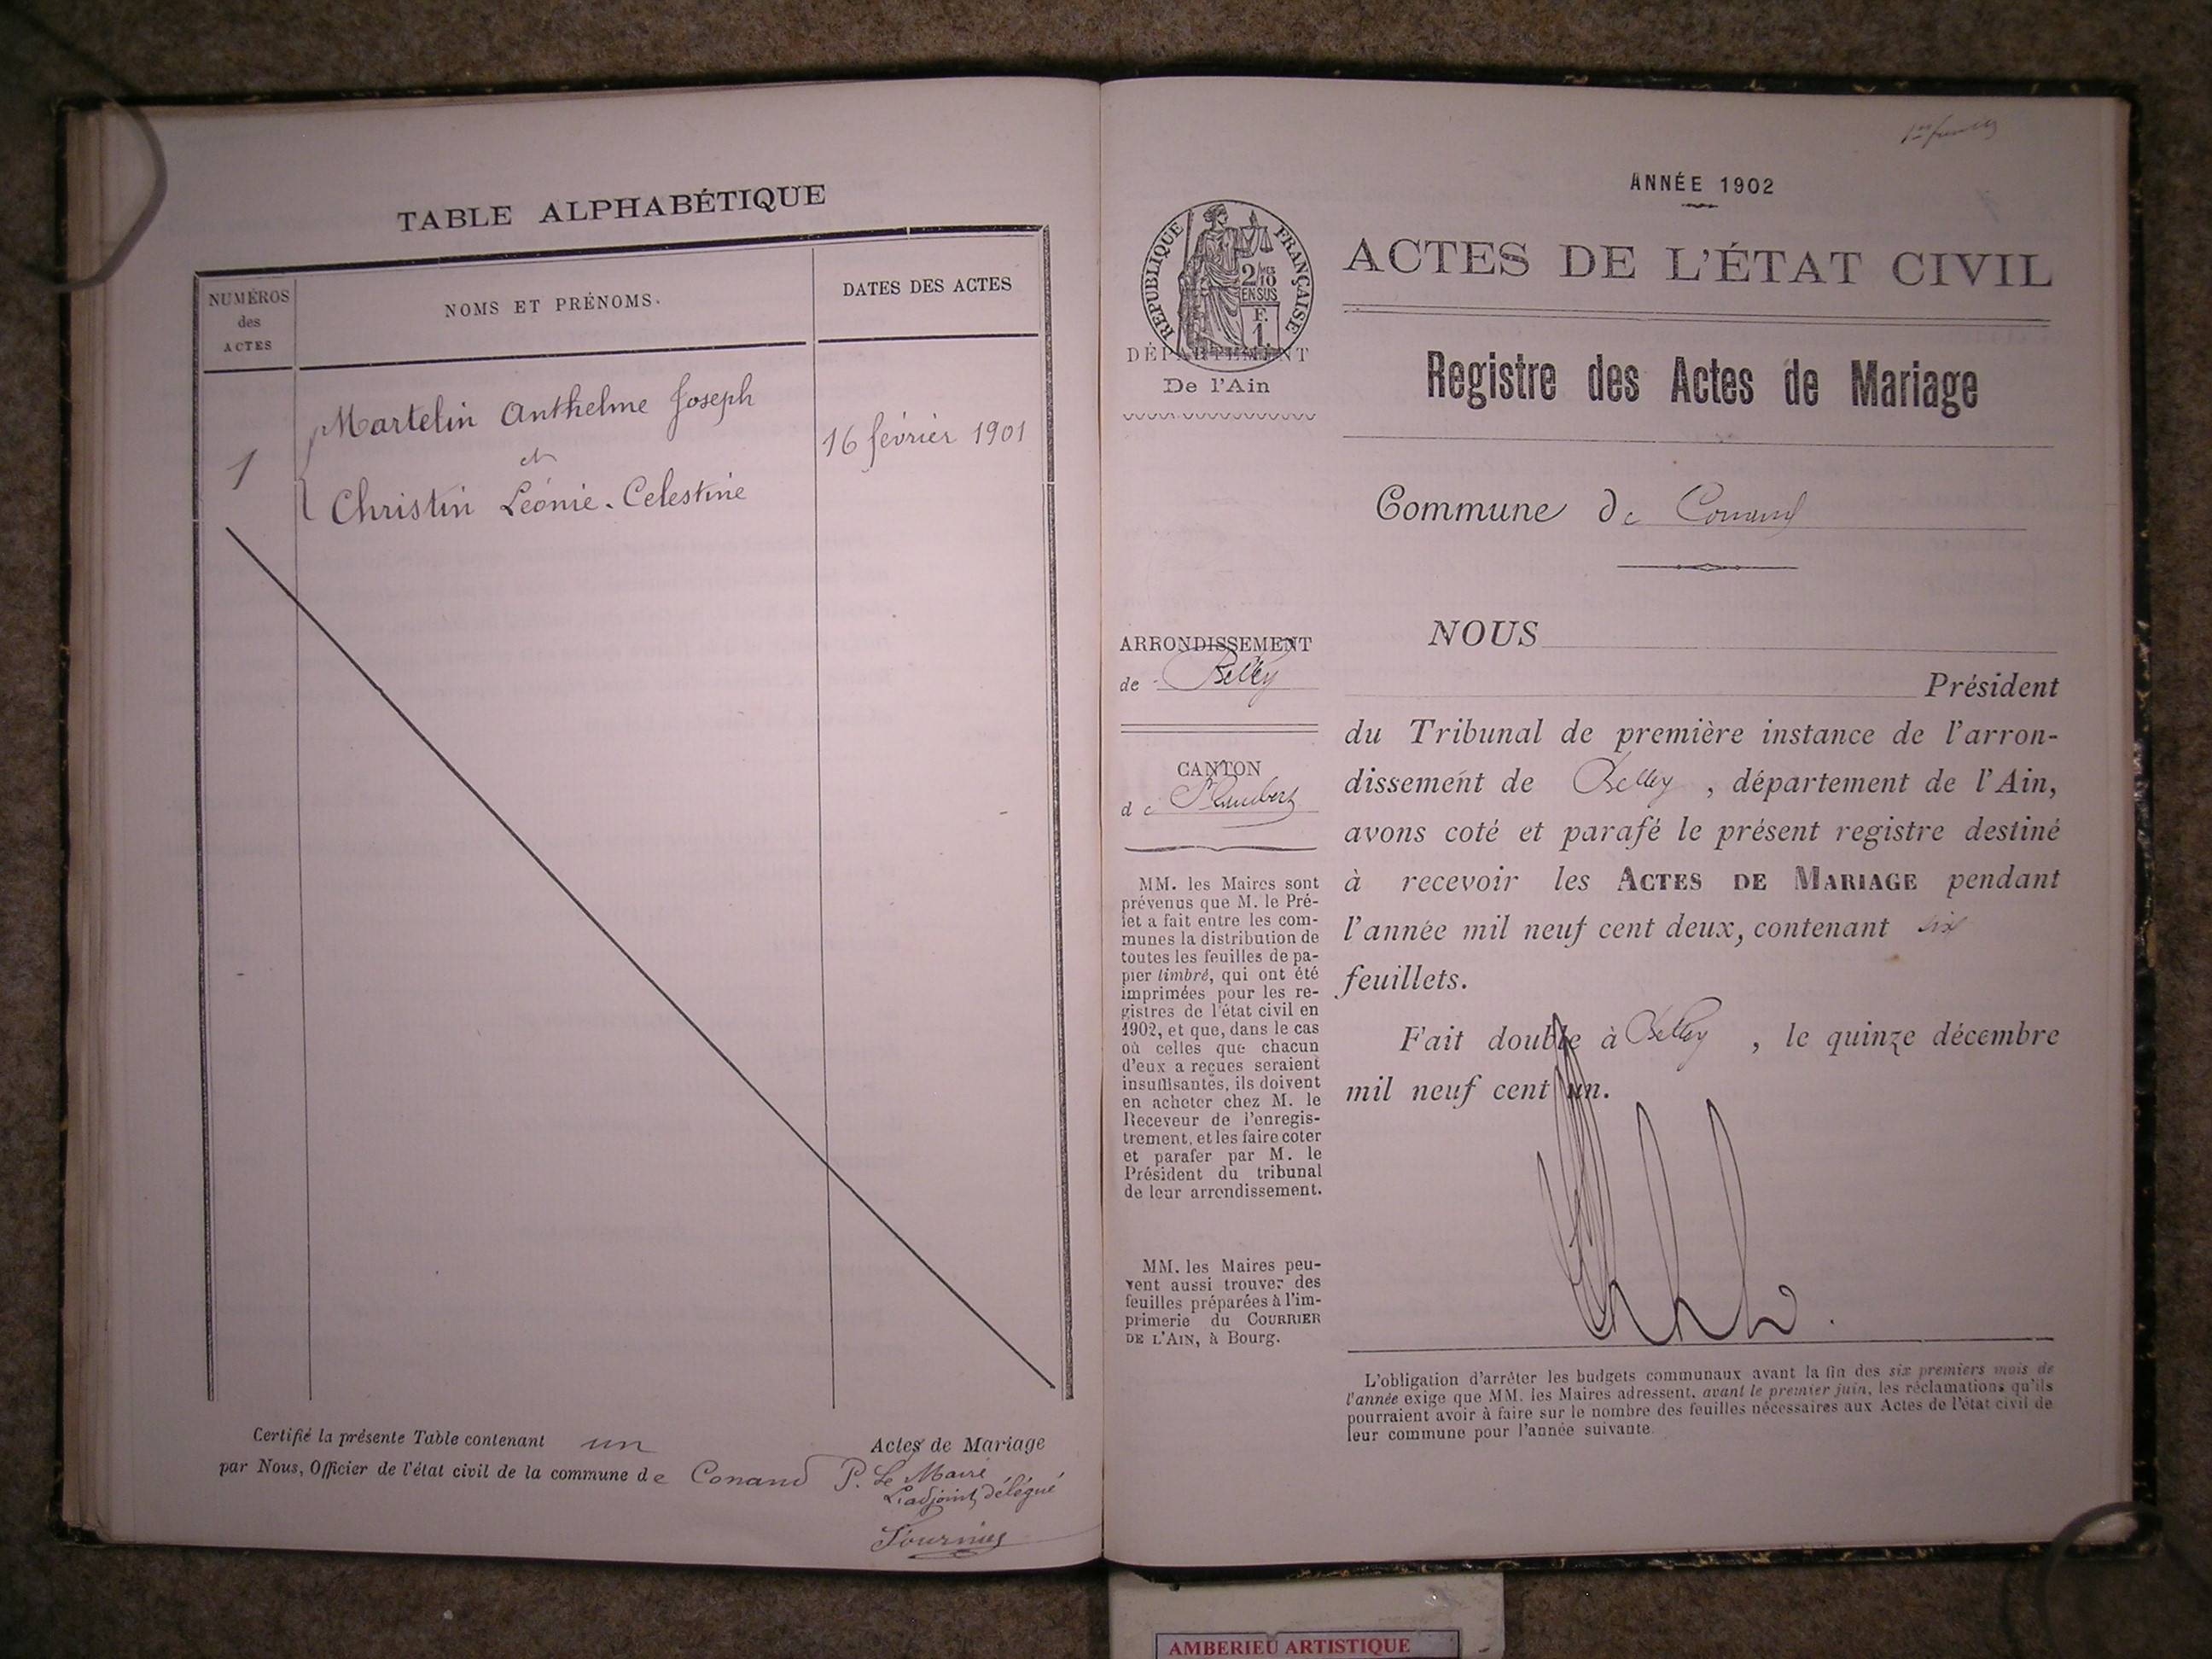 TABLE ALPHABÉTIQUE
NUMÉROS
des
ACTES
NOMS ET PRÉNOMS.
DATES DES ACTES
1
Martelin Anthelme Joseph
et
Christin Léonie-Celestine
16 février 1901
Certifié la présente Table contenant un Actes de Mariage
par Nous, Officier de l'état civil de la commune de Conand P. Le Maire
L'adjoint délégué
Fournier
ANNÉE 1902
RÉPUBLIQUE FRANÇAISE
2/10
EN SUS
F.
1.
DÉPARTEMENT
De l'Ain
ACTES DE L'ÉTAT CIVIL
Registre des Actes de Mariage
Commune de Conand
ARRONDISSEMENT
de Belley
CANTON
de St Rambert
MM. les Maires sont
prévenus que M. le Pré-
fet a fait entre les com-
munes la distribution de
toutes les feuilles de pa-
pier timbré, qui ont été
imprimées pour les re-
gistres de l'état civil en
1902, et que, dans le cas
où celles que chacun
d'eux a reçues seraient
insuffisantes, ils doivent
en acheter chez M. le
Receveur de l'enregis-
trement, et les faire coter
et parafer par M. le
Président du tribunal
de leur arrondissement.
MM. les Maires peu-
vent aussi trouver des
feuilles préparées à l'im-
primerie du COURRIER
DE L'AIN, à Bourg.
NOUS
Président
du Tribunal de première instance de l'arron-
dissement de Belley, département de l'Ain,
avons coté et parafé le présent registre destiné
à recevoir les ACTES DE MARIAGE pendant
l'année mil neuf cent deux, contenant six
feuillets.
Fait double à Belley, le quinze décembre
mil neuf cent un.
L'obligation d'arrêter les budgets communaux avant la fin des six premiers mois de
l'année exige que MM. les Maires adressent, avant le premier juin, les réclamations qu'ils
pourraient avoir à faire sur le nombre des feuilles nécessaires aux Actes de l'état civil de
leur commune pour l'année suivante.
AMBERIEU ARTISTIQUE